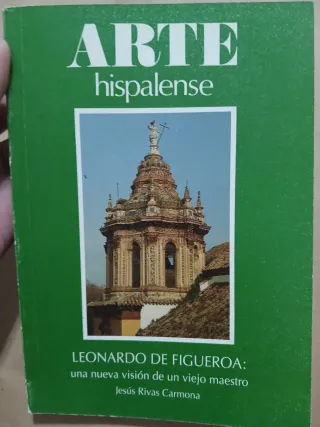 ARTE
hispalense
LEONARDO DE FIGUEROA:
una nueva visión de un viejo maestro
Jesús Rivas Carmona